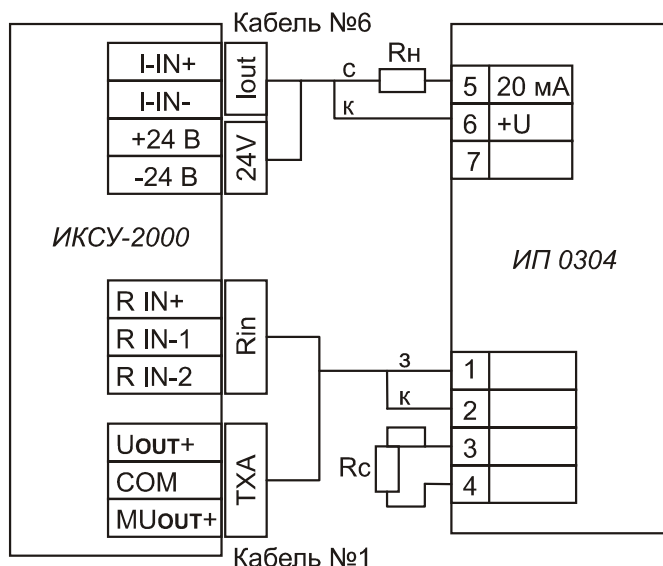 Кабель №6
I-IN+
I-IN-
+24 В
-24 В
Iout
24V
с
Rн
к
5 20 мА
6 +U
7
ИКСУ-2000
ИП 0304
R IN+
R IN-1
R IN-2
Rin
з
к
1
2
3
4
Rс
UOUT+
COM
MUOUT+
ТХА
Кабель №1